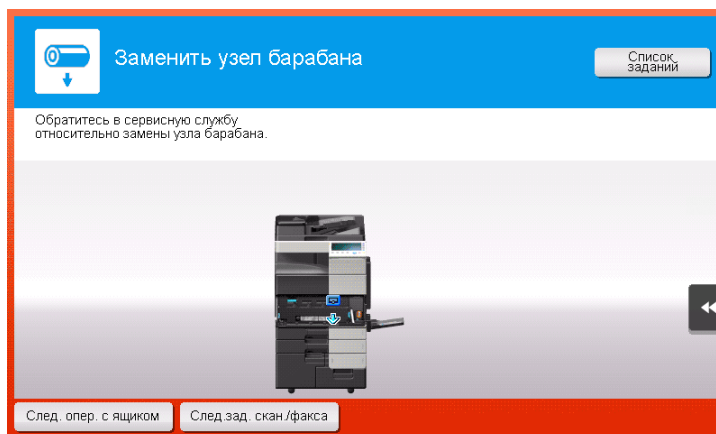 Заменить узел барабана
Список
заданий
Обратитесь в сервисную службу
относительно замены узла барабана.
След. опер. с ящиком
След.зад. скан./факса